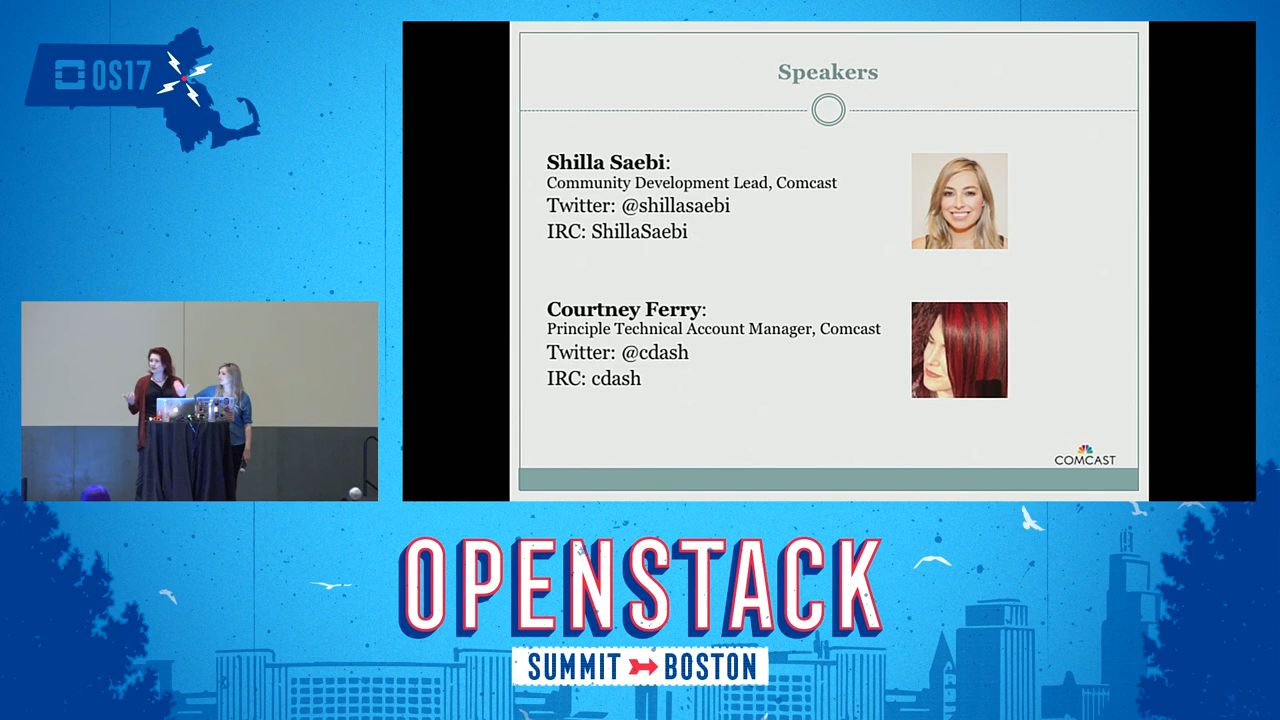 OS17
Speakers
Shilla Saebi:
Community Development Lead, Comcast
Twitter: @shillasaebi
IRC: ShillaSaebi
Courtney Ferry:
Principle Technical Account Manager, Comcast
Twitter: @cdash
IRC: cdash
COMCAST
OPENSTACK
SUMMIT BOSTON